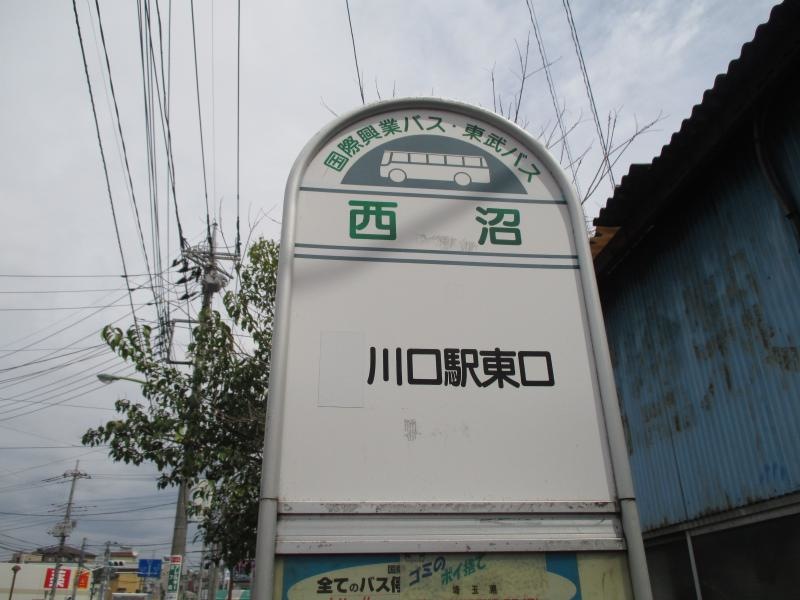 国際興業バス・東武バス
西沼
川口駅東口
全てのバス停
ゴミの
ポイ捨て
埼玉県